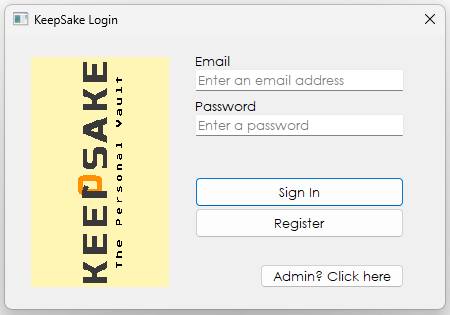 KeepSake Login
KEEPSAKE
The Personal Vault
Email
Enter an email address
Password
Enter a password
Sign In
Register
Admin? Click here